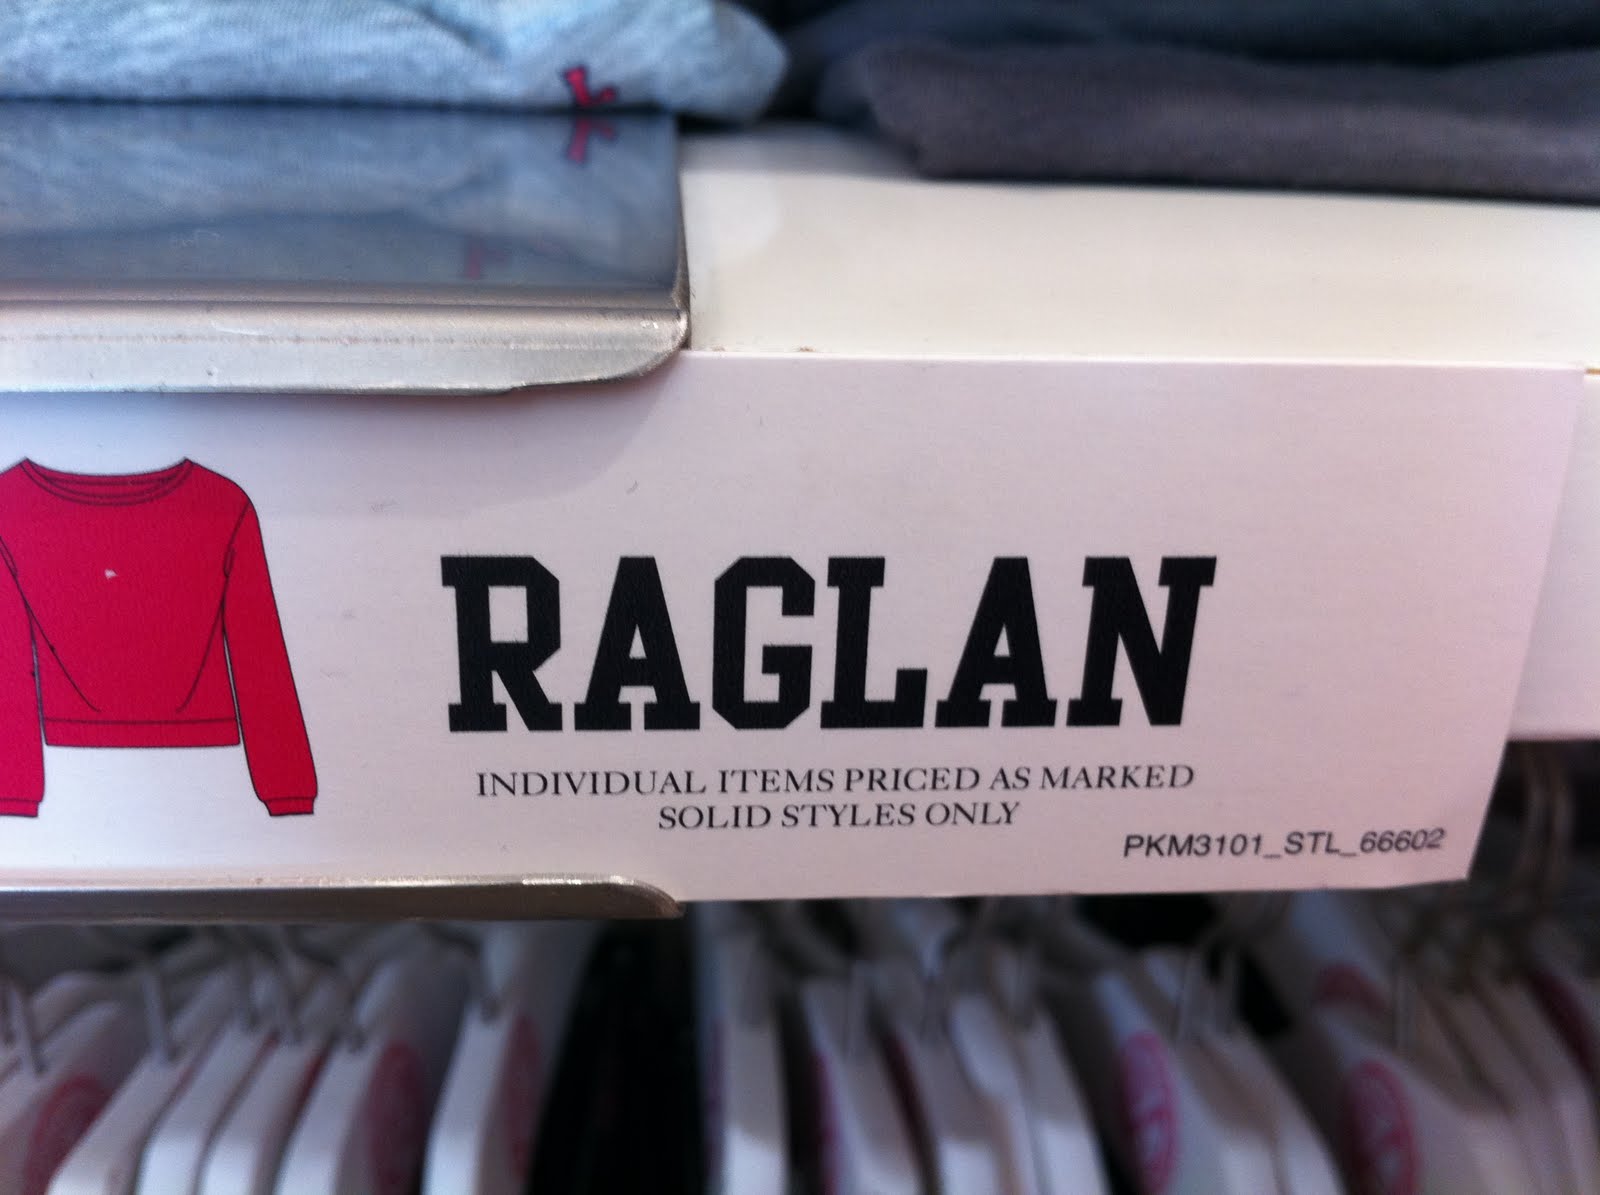 RAGLAN
INDIVIDUAL ITEMS PRICED AS MARKED
SOLID STYLES ONLY
PKM3101_STL_66602